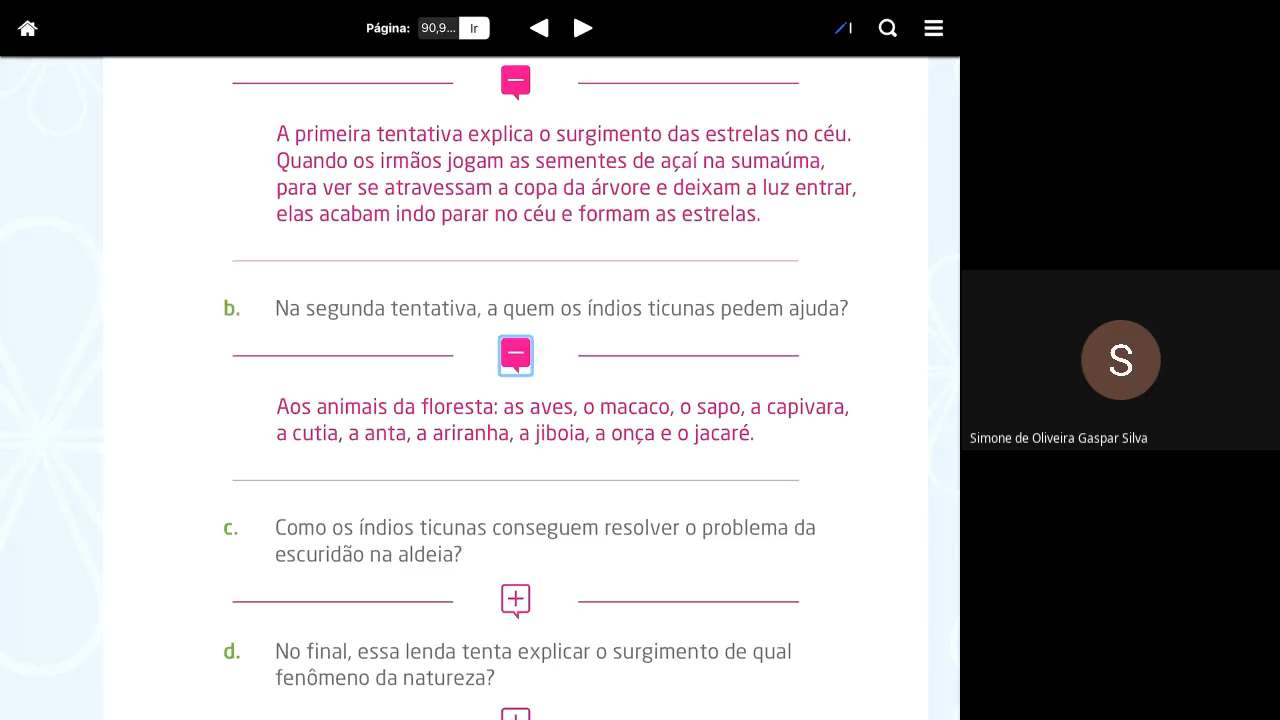 Página: 90,9... Ir
A primeira tentativa explica o surgimento das estrelas no céu.
Quando os irmãos jogam as sementes de açaí na sumaúma,
para ver se atravessam a copa da árvore e deixam a luz entrar,
elas acabam indo parar no céu e formam as estrelas.
b. Na segunda tentativa, a quem os índios ticunas pedem ajuda?
Aos animais da floresta: as aves, o macaco, o sapo, a capivara,
a cutia, a anta, a ariranha, a jiboia, a onça e o jacaré.
c. Como os índios ticunas conseguem resolver o problema da
escuridão na aldeia?
d. No final, essa lenda tenta explicar o surgimento de qual
fenômeno da natureza?
S
Simone de Oliveira Gaspar Silva